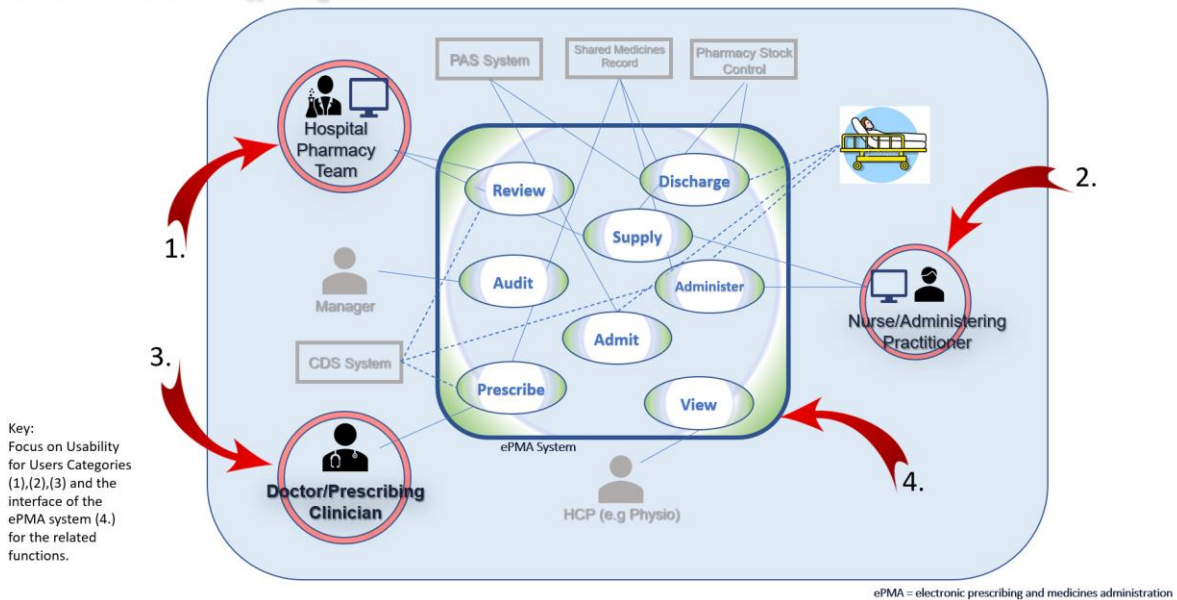 PAS System
Shared Medicines
Record
Pharmacy Stock
Control
Hospital
Pharmacy
Team
1.
2.
Review
Discharge
Supply
Audit
Administer
Admit
Prescribe
View
ePMA System
Manager
CDS System
Nurse/Administering
Practitioner
3.
Doctor/Prescribing
Clinician
HCP (e.g Physio)
4.
Key:
Focus on Usability
for Users Categories
(1),(2),(3) and the
interface of the
ePMA system (4.)
for the related
functions.
ePMA = electronic prescribing and medicines administration